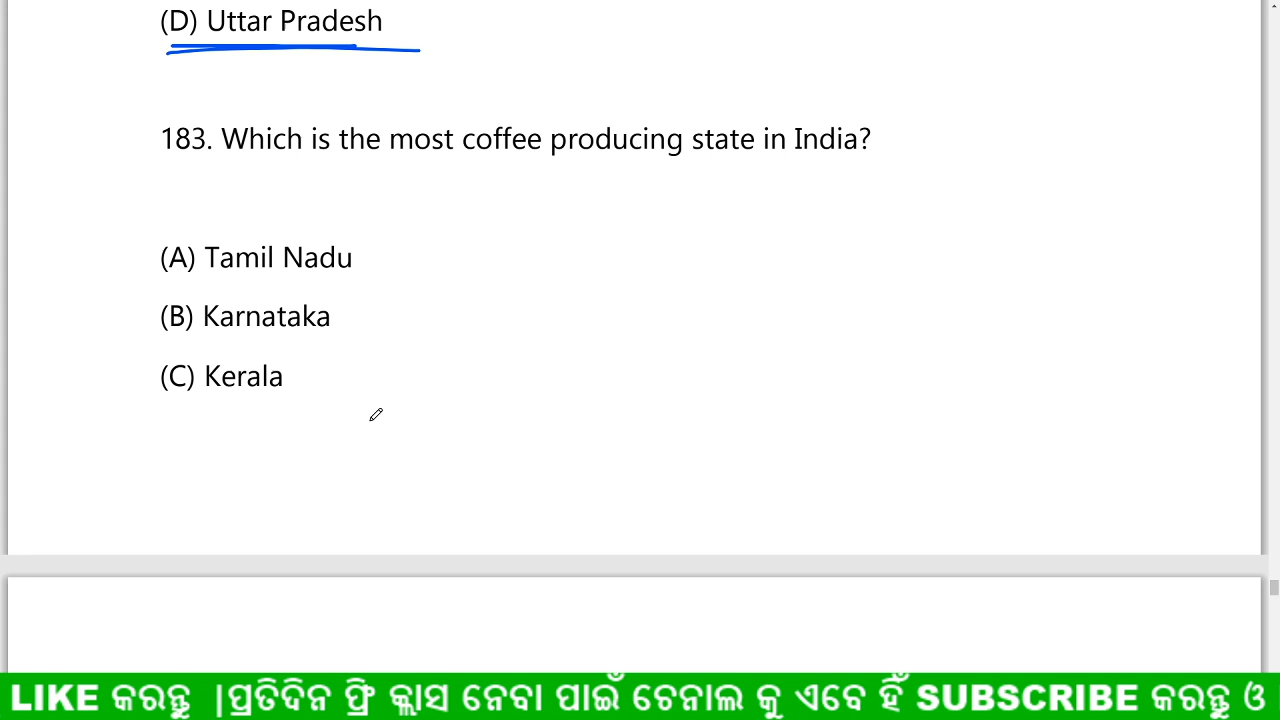 (D) Uttar Pradesh
183. Which is the most coffee producing state in India?
(A) Tamil Nadu
(B) Karnataka
(C) Kerala
LIKE କରନ୍ତୁ |ପ୍ରତିଦିନ ଫ୍ରି କ୍ଲାସ ନେବା ପାଇଁ ଚେନାଲ କୁ ଏବେ ହିଁ SUBSCRIBE କରନ୍ତୁ ଓ